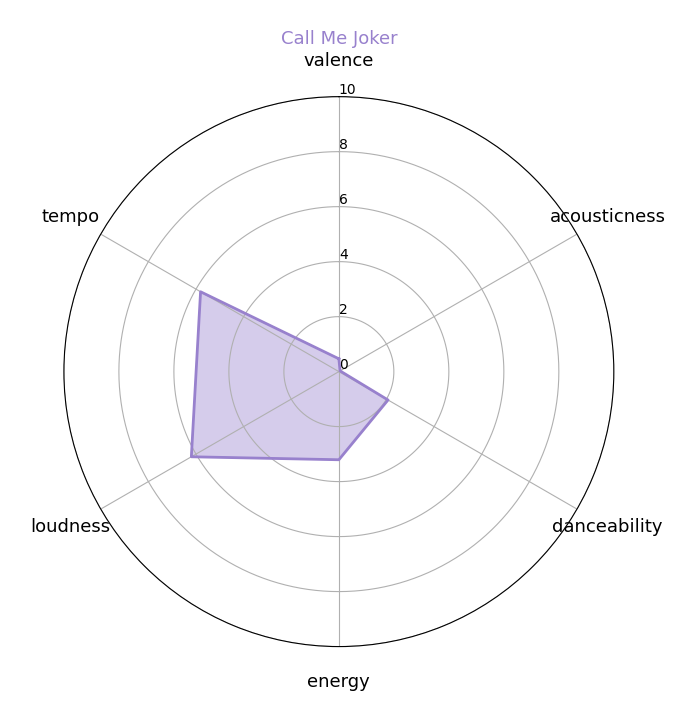 Call Me Joker
valence
10
8
acousticness
tempo
6
4
2
0
loudness
danceability
energy